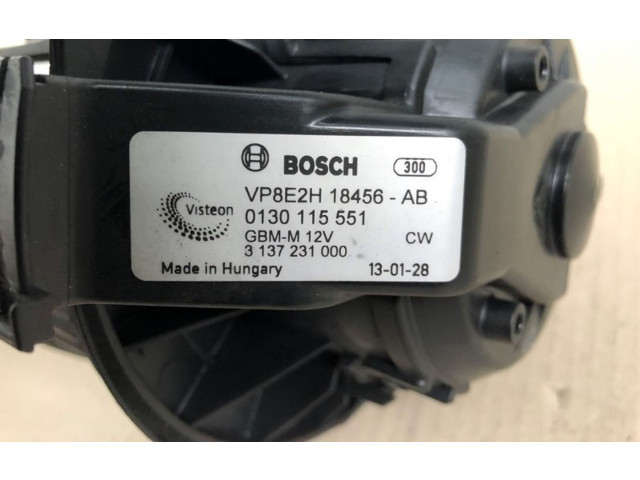 BOSCH 300
VP8E2H 18456 - AB
Visteon
0130 115 551
GBM-M 12V CW
3 137 231 000
Made in Hungary 13-01-28